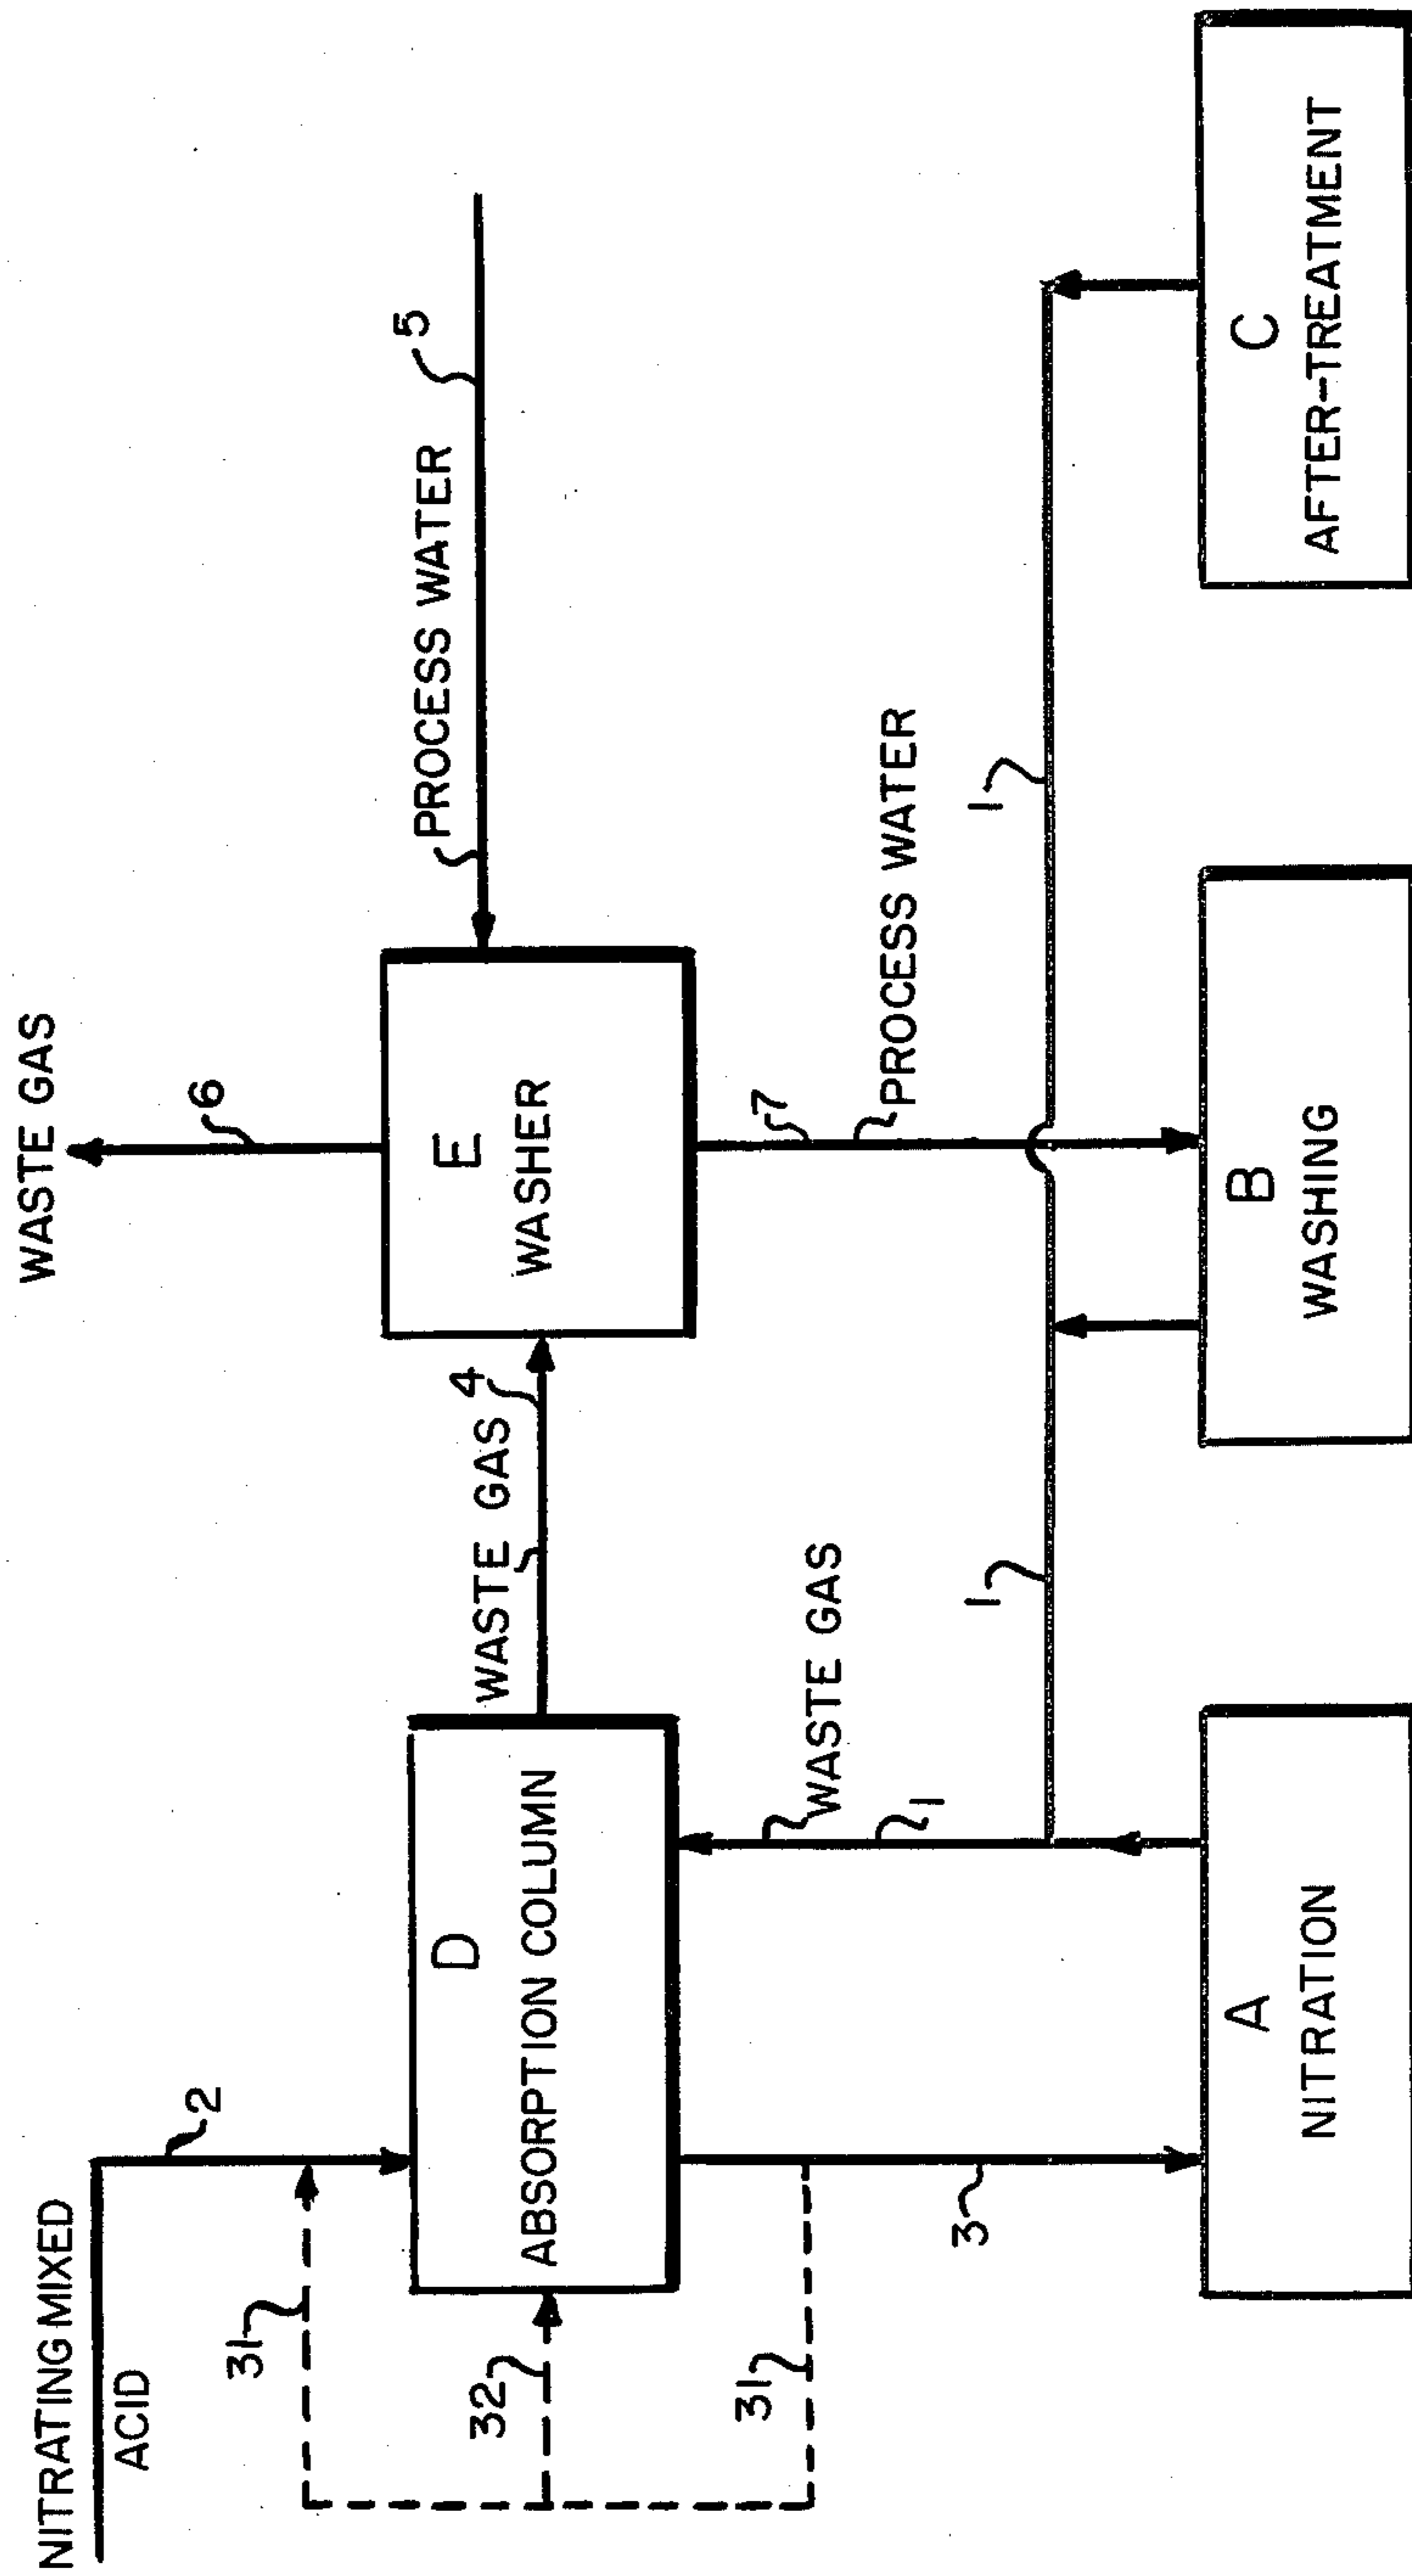 NITRATING MIXED
ACID
2
31
32
31
3
D
ABSORPTION COLUMN
WASTE GAS
4
WASTE GAS
1
WASTE GAS
6
E
WASHER
PROCESS WATER
5
7
PROCESS WATER
1
1
A
NITRATION
B
WASHING
C
AFTER-TREATMENT